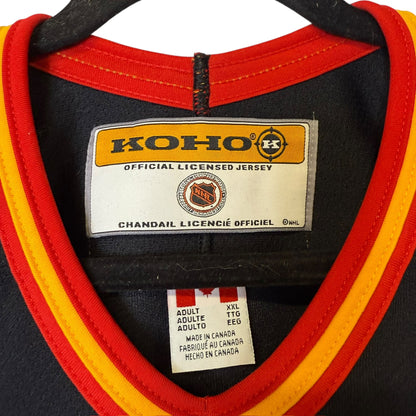 KOHO K
OFFICIAL LICENSED JERSEY
NHL
CHANDAIL LICENCIÉ OFFICIEL ©NHL
ADULT XXL
ADULTE TTG
ADULTO EEG
MADE IN CANADA
FABRIQUÉ AU CANADA
HECHO EN CANADA